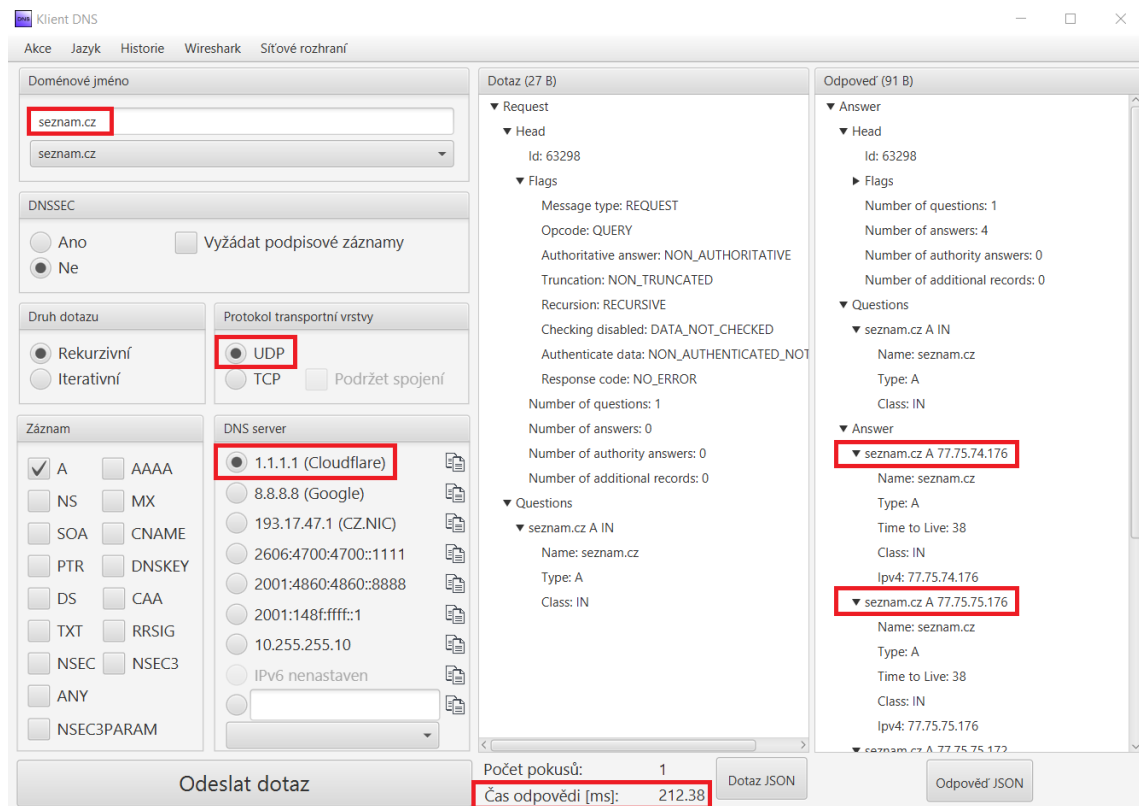 DNS Klient DNS
Akce Jazyk Historie Wireshark Síťové rozhraní
Doménové jméno
seznam.cz
seznam.cz
DNSSEC
Ano Vyžádat podpisové záznamy
Ne
Druh dotazu
Rekurzivní
Iterativní
Protokol transportní vrstvy
UDP
TCP Podržet spojení
Záznam
A AAAA
NS MX
SOA CNAME
PTR DNSKEY
DS CAA
TXT RRSIG
NSEC NSEC3
ANY
NSEC3PARAM
DNS server
1.1.1.1 (Cloudflare)
8.8.8.8 (Google)
193.17.47.1 (CZ.NIC)
2606:4700:4700::1111
2001:4860:4860::8888
2001:148f:ffff::1
10.255.255.10
IPv6 nenastaven
Odeslat dotaz
Dotaz (27 B)
Request
Head
Id: 63298
Flags
Message type: REQUEST
Opcode: QUERY
Authoritative answer: NON_AUTHORITATIVE
Truncation: NON_TRUNCATED
Recursion: RECURSIVE
Checking disabled: DATA_NOT_CHECKED
Authenticate data: NON_AUTHENTICATED_NOT
Response code: NO_ERROR
Number of questions: 1
Number of answers: 0
Number of authority answers: 0
Number of additional records: 0
Questions
seznam.cz A IN
Name: seznam.cz
Type: A
Class: IN
Počet pokusů: 1
Čas odpovědi [ms]: 212.38
Dotaz JSON
Odpoveď (91 B)
Answer
Head
Id: 63298
Flags
Number of questions: 1
Number of answers: 4
Number of authority answers: 0
Number of additional records: 0
Questions
seznam.cz A IN
Name: seznam.cz
Type: A
Class: IN
Answer
seznam.cz A 77.75.74.176
Name: seznam.cz
Type: A
Time to Live: 38
Class: IN
Ipv4: 77.75.74.176
seznam.cz A 77.75.75.176
Name: seznam.cz
Type: A
Time to Live: 38
Class: IN
Ipv4: 77.75.75.176
seznam.cz A 77.75.75.172
Odpověď JSON